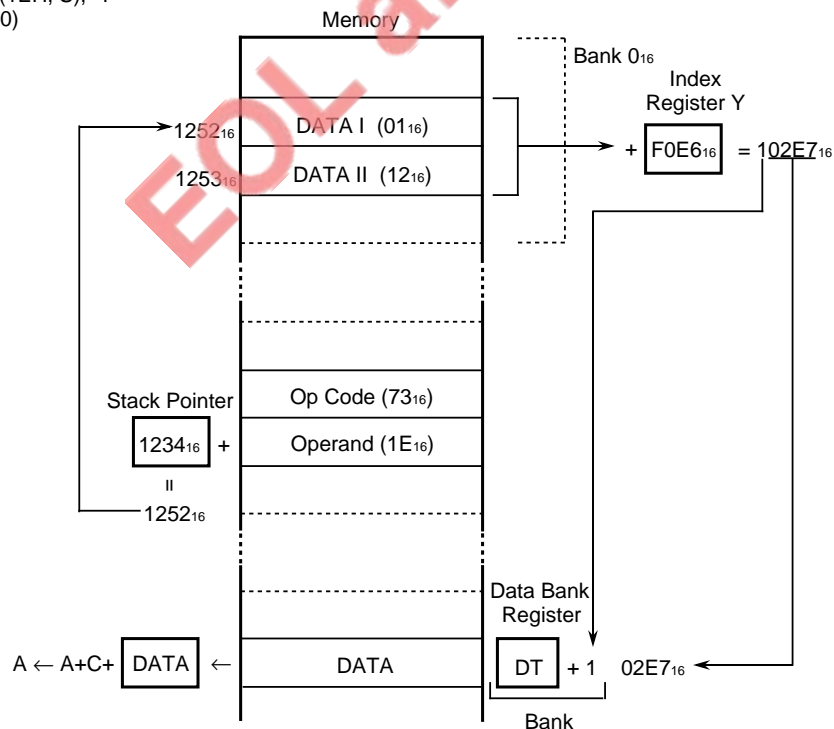 0)
Memory
Bank 0₁₆
Index
Register Y
1252₁₆ DATA I (01₁₆)
+ F0E6₁₆ = 102E7₁₆
1253₁₆ DATA II (12₁₆)
EOL
Stack Pointer
Op Code (73₁₆)
1234₁₆ + Operand (1E₁₆)
=
1252₁₆
Data Bank
Register
A ← A+C+ DATA ← DATA DT + 1 02E7₁₆
Bank